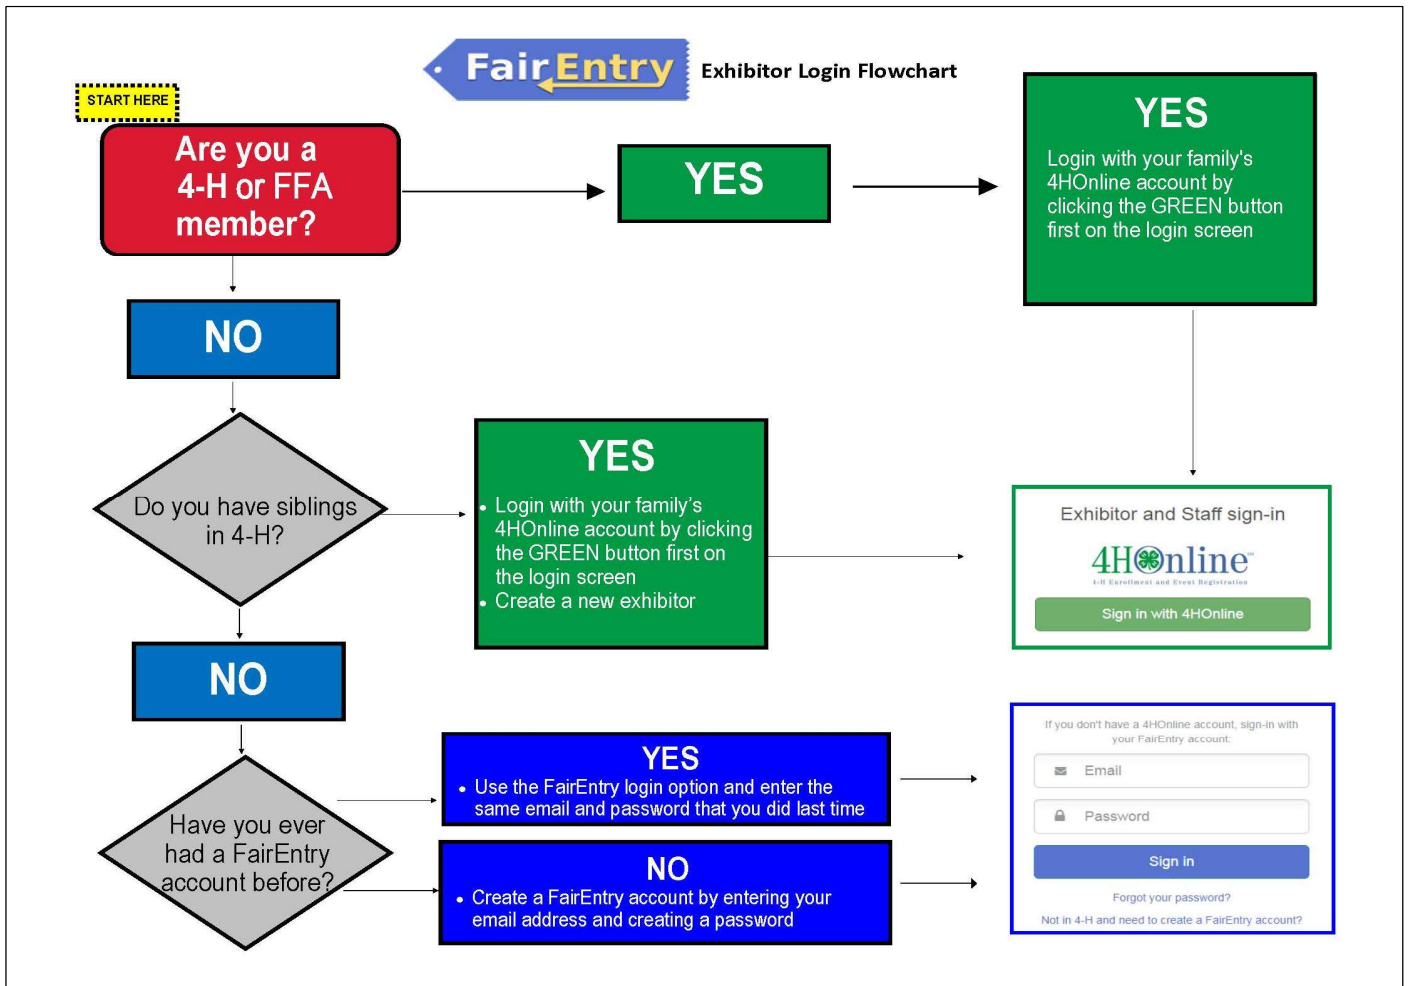 FairEntry
Exhibitor Login Flowchart
START HERE
Are you a
4-H or FFA
member?
YES
YES
Login with your family's
4HOnline account by
clicking the GREEN button
first on the login screen
NO
Do you have siblings
in 4-H?
YES
• Login with your family’s
4HOnline account by clicking
the GREEN button first on
the login screen
• Create a new exhibitor
Exhibitor and Staff sign-in
4HOnline
4-H Enrollment and Event Registration
Sign in with 4HOnline
NO
Have you ever
had a FairEntry
account before?
YES
• Use the FairEntry login option and enter the
same email and password that you did last time
NO
• Create a FairEntry account by entering your
email address and creating a password
If you don't have a 4HOnline account, sign-in with
your FairEntry account:
Email
Password
Sign in
Forgot your password?
Not in 4-H and need to create a FairEntry account?